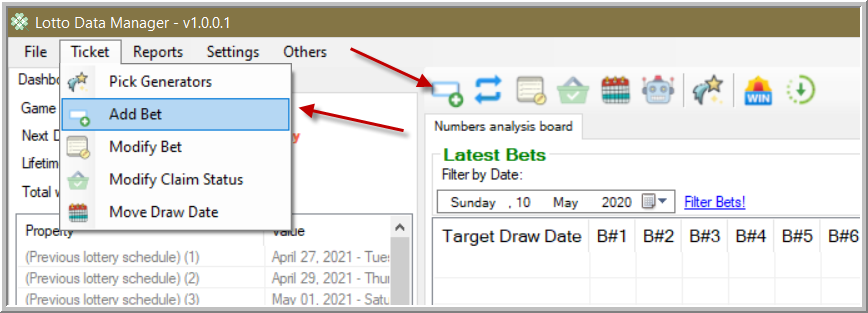 Lotto Data Manager - v1.0.0.1
File Ticket Reports Settings Others
Dashbo
Pick Generators
Game
Add Bet
Next D
Modify Bet
Lifetim
Modify Claim Status
Total w
Move Draw Date
Property Value
(Previous lottery schedule) (1) April 27, 2021 - Tues
(Previous lottery schedule) (2) April 29, 2021 - Thur
(Previous lottery schedule) (3) May 01, 2021 - Satu
WIN
Numbers analysis board
Latest Bets
Filter by Date:
Sunday , 10 May 2020 Filter Bets!
Target Draw Date B#1 B#2 B#3 B#4 B#5 B#6